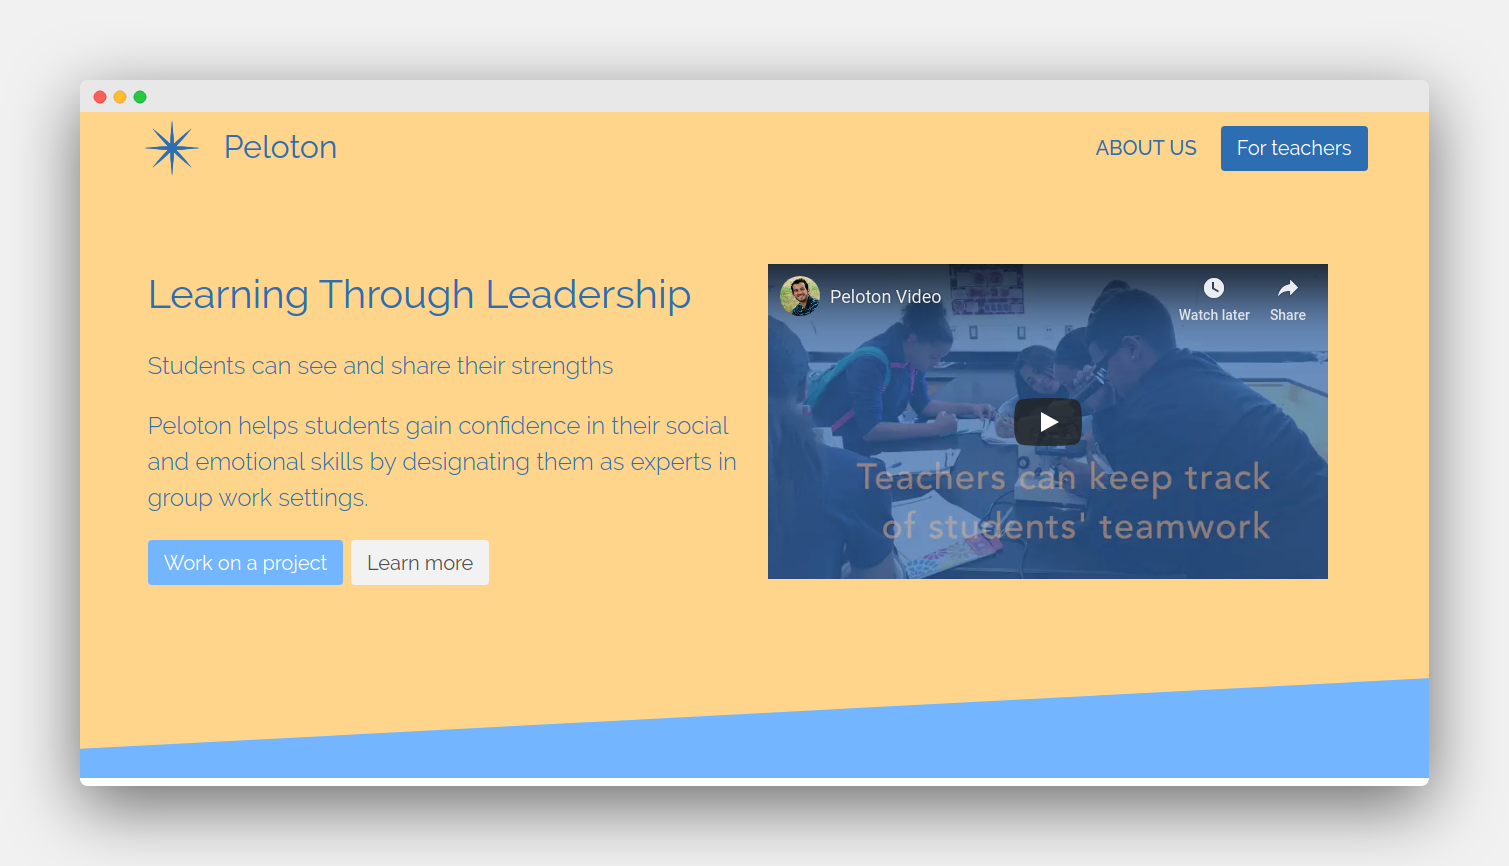 Peloton
ABOUT US
For teachers
Learning Through Leadership
Students can see and share their strengths
Peloton helps students gain confidence in their social
and emotional skills by designating them as experts in
group work settings.
Work on a project
Learn more
Peloton Video
Watch later
Share
Teachers can keep track
of students' teamwork